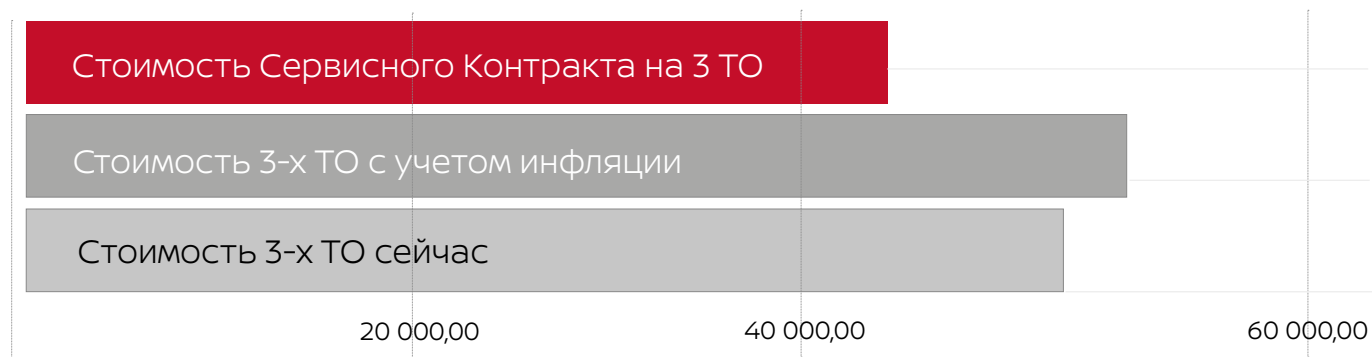 Стоимость Сервисного Контракта на 3 ТО
Стоимость 3-х ТО с учетом инфляции
Стоимость 3-х ТО сейчас
20 000,00 40 000,00 60 000,00